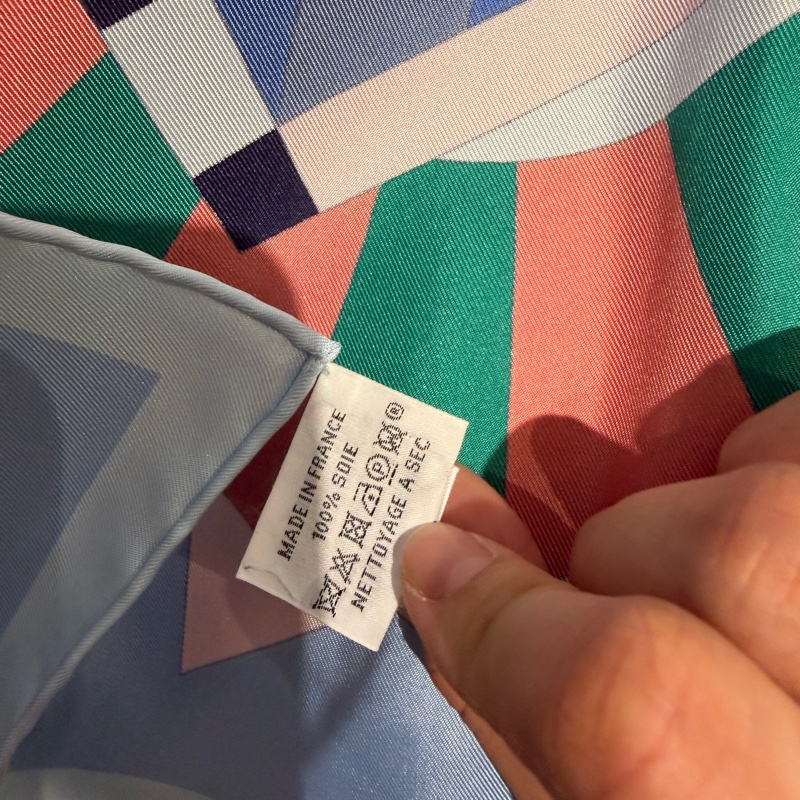 MADE IN FRANCE
100% SOIE
P ®
NETTOYAGE A SEC